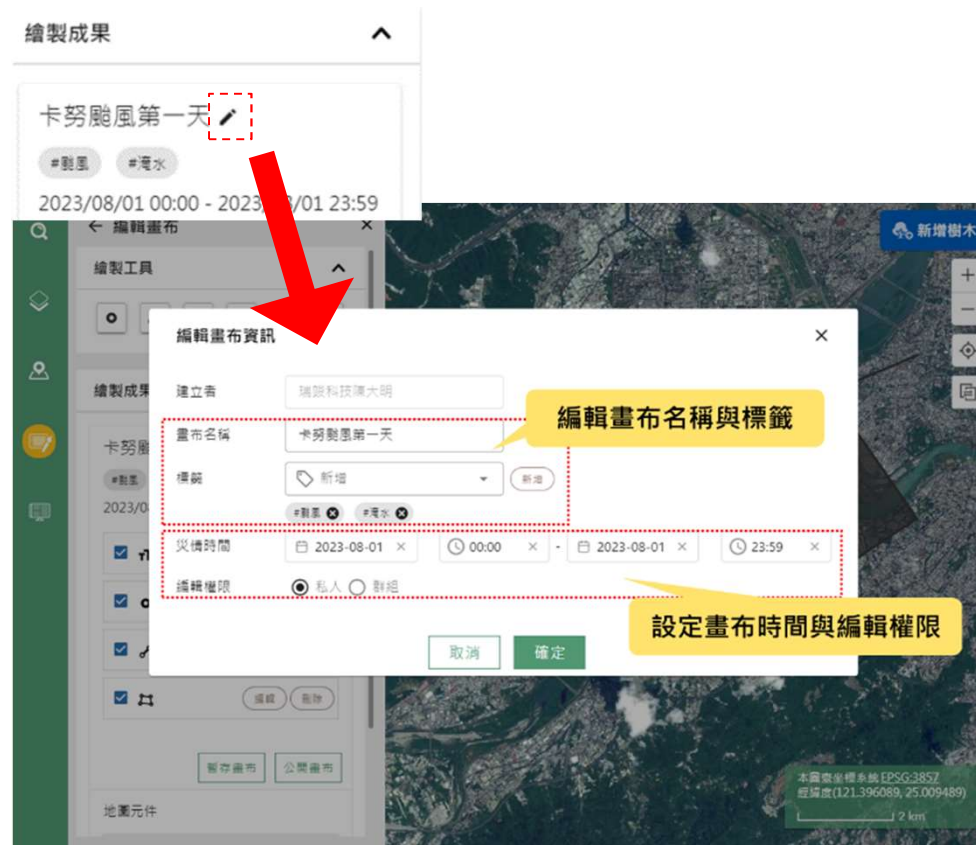 繪製成果
卡努颱風第一天
#颱風 #淹水
2023/08/01 00:00 - 2023/08/01 23:59
← 編輯畫布 ×
新增樹木
繪製工具
編輯畫布資訊 ×
繪製成果
建立者 瑞竣科技陳大明
編輯畫布名稱與標籤
畫布名稱 卡努颱風第一天
卡努颱
標籤 新增 新增
#颱風
#颱風 #淹水
2023/0
災情時間 2023-08-01 × 00:00 × - 2023-08-01 × 23:59 ×
編輯權限 私人 群組
設定畫布時間與編輯權限
取消 確定
編輯 刪除
暫存畫布 公開畫布
本圖臺坐標系統 EPSG:3857
經緯度(121.396089, 25.009489)
地圖元件
2 km